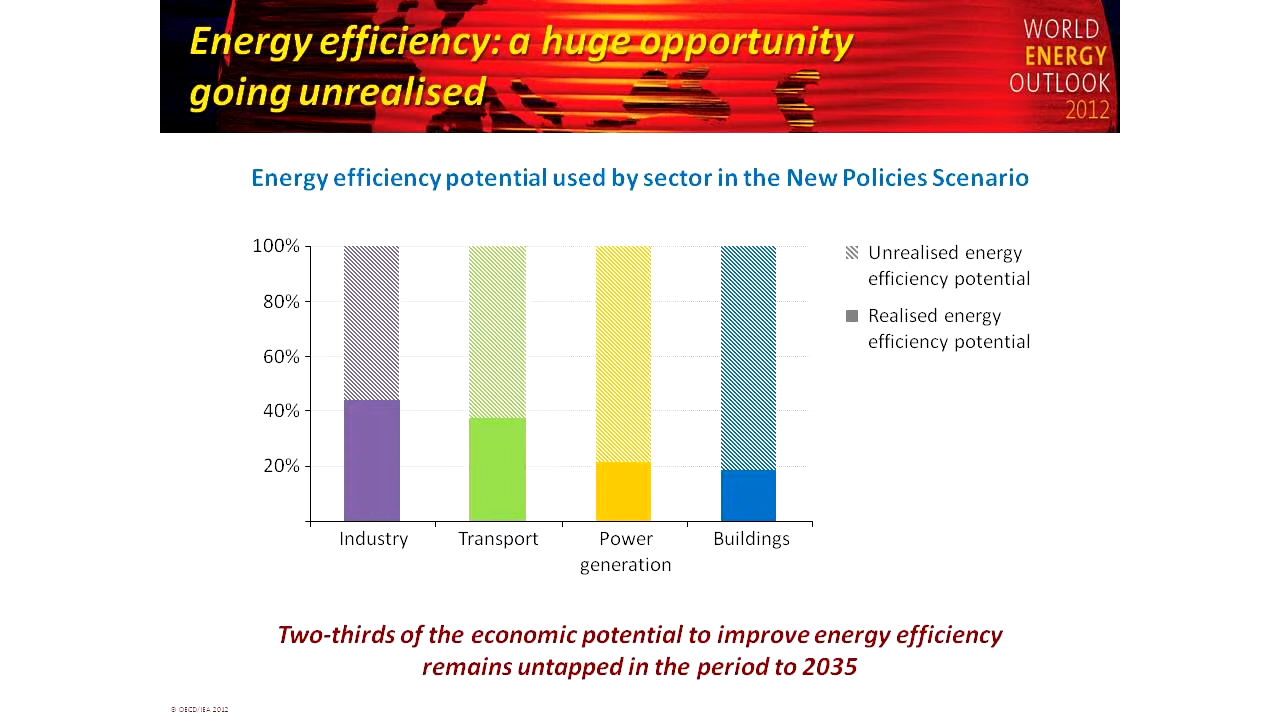 Energy efficiency: a huge opportunity
going unrealised
WORLD
ENERGY
OUTLOOK
2012
Energy efficiency potential used by sector in the New Policies Scenario
100%
80%
60%
40%
20%
Industry
Transport
Power
generation
Buildings
Unrealised energy
efficiency potential
Realised energy
efficiency potential
Two-thirds of the economic potential to improve energy efficiency
remains untapped in the period to 2035
© OECD/IEA 2012